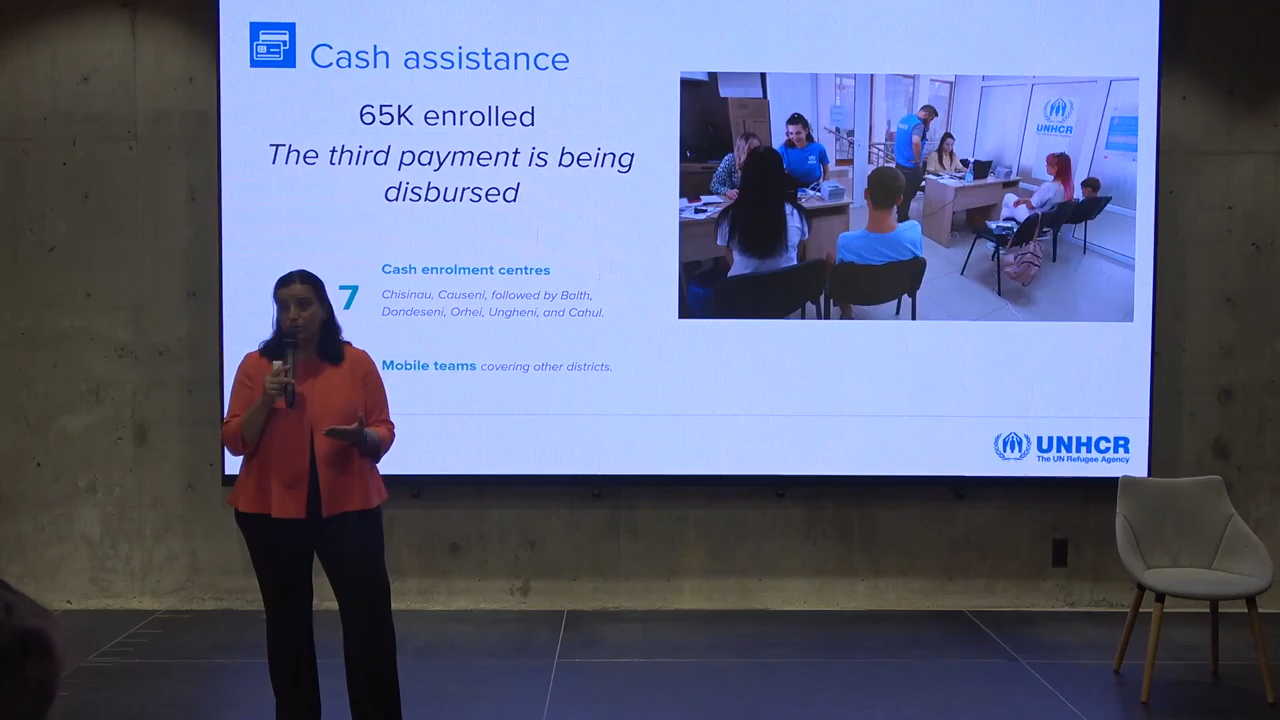 Cash assistance
65K enrolled
The third payment is being
disbursed
7
Cash enrolment centres
Chisinau, Causeni, followed by Balth,
Dondeseni, Orhei, Ungheni, and Cahul.
Mobile teams covering other districts.
UNHCR
UNHCR
The UN Refugee Agency